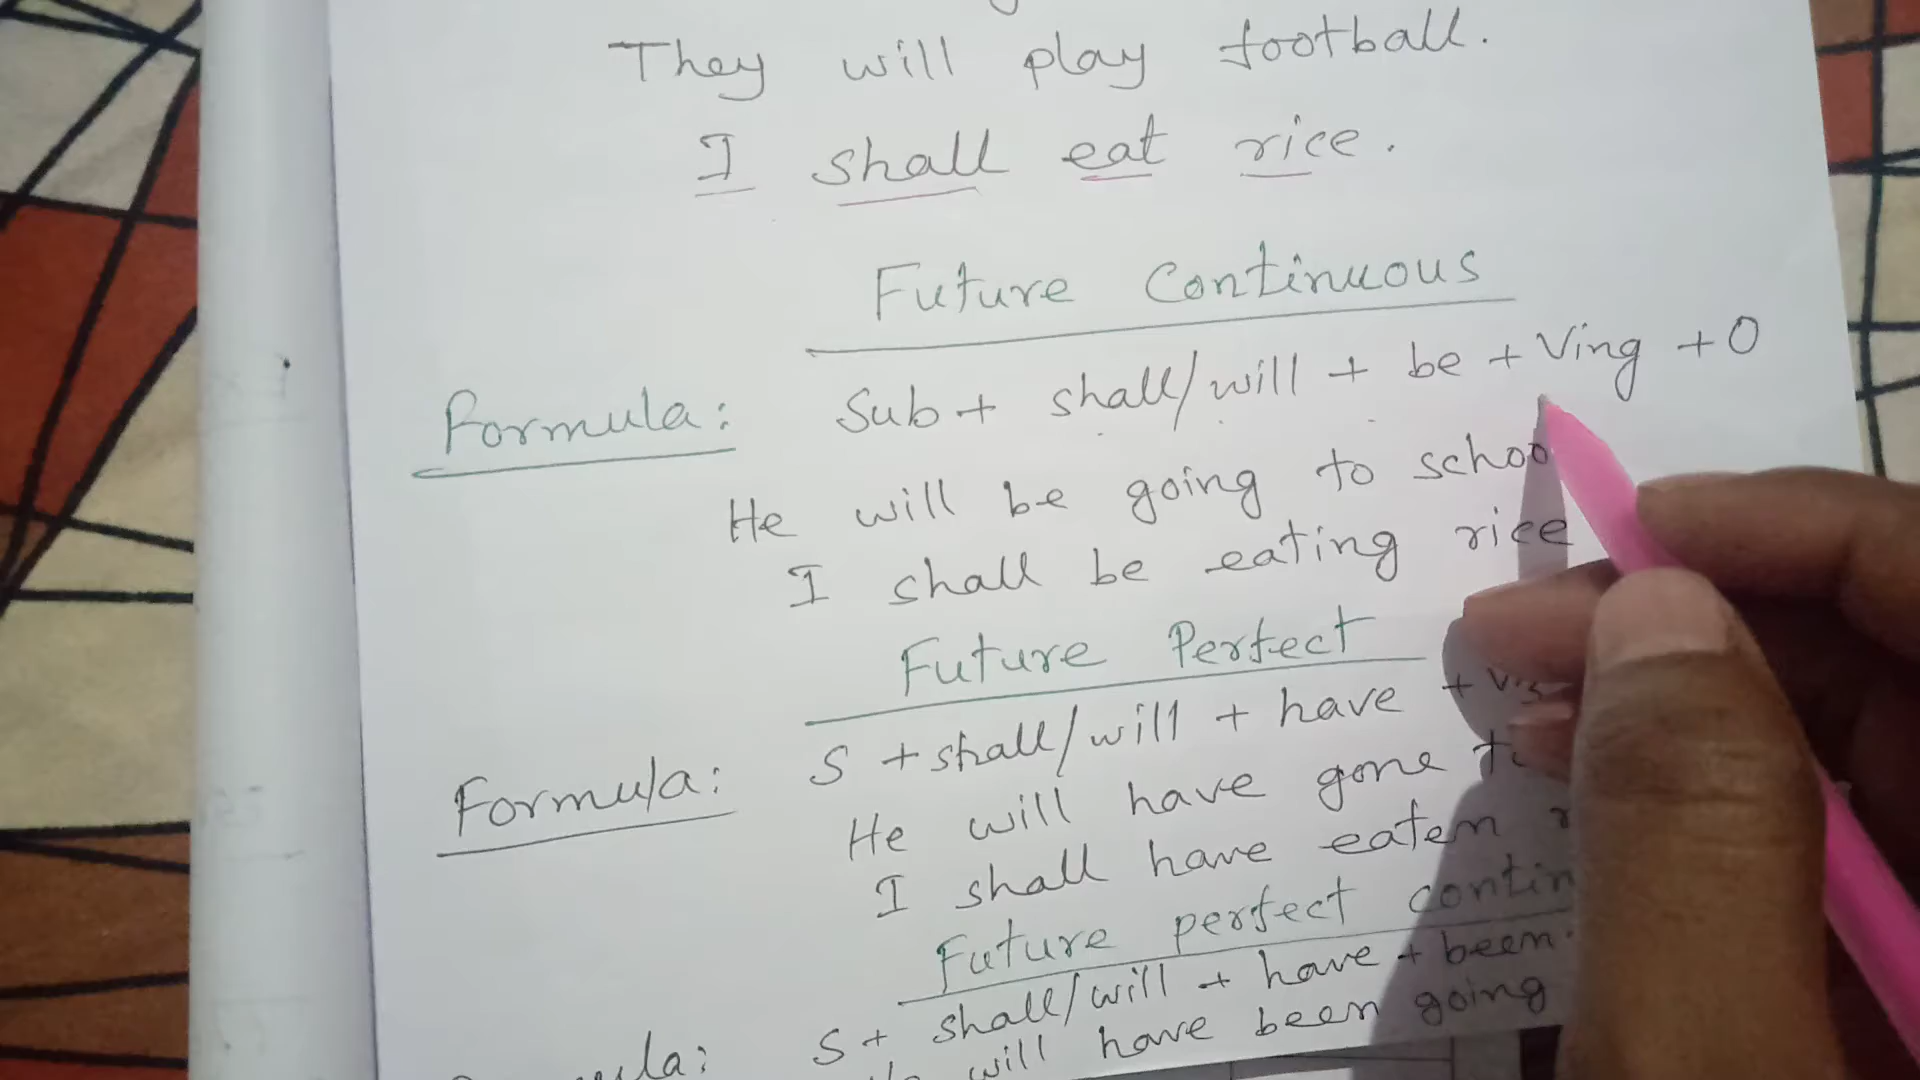 They will play football.
I shall eat rice.
Future Continuous
Formula: Sub + shall/will + be + Ving + O
He will be going to schoo
I shall be eating rice
Future Perfect
Formula: S + shall/will + have + V3
He will have gone t
I shall have eaten
Future perfect contin
S + shall/will + have + been
ula: will have been going